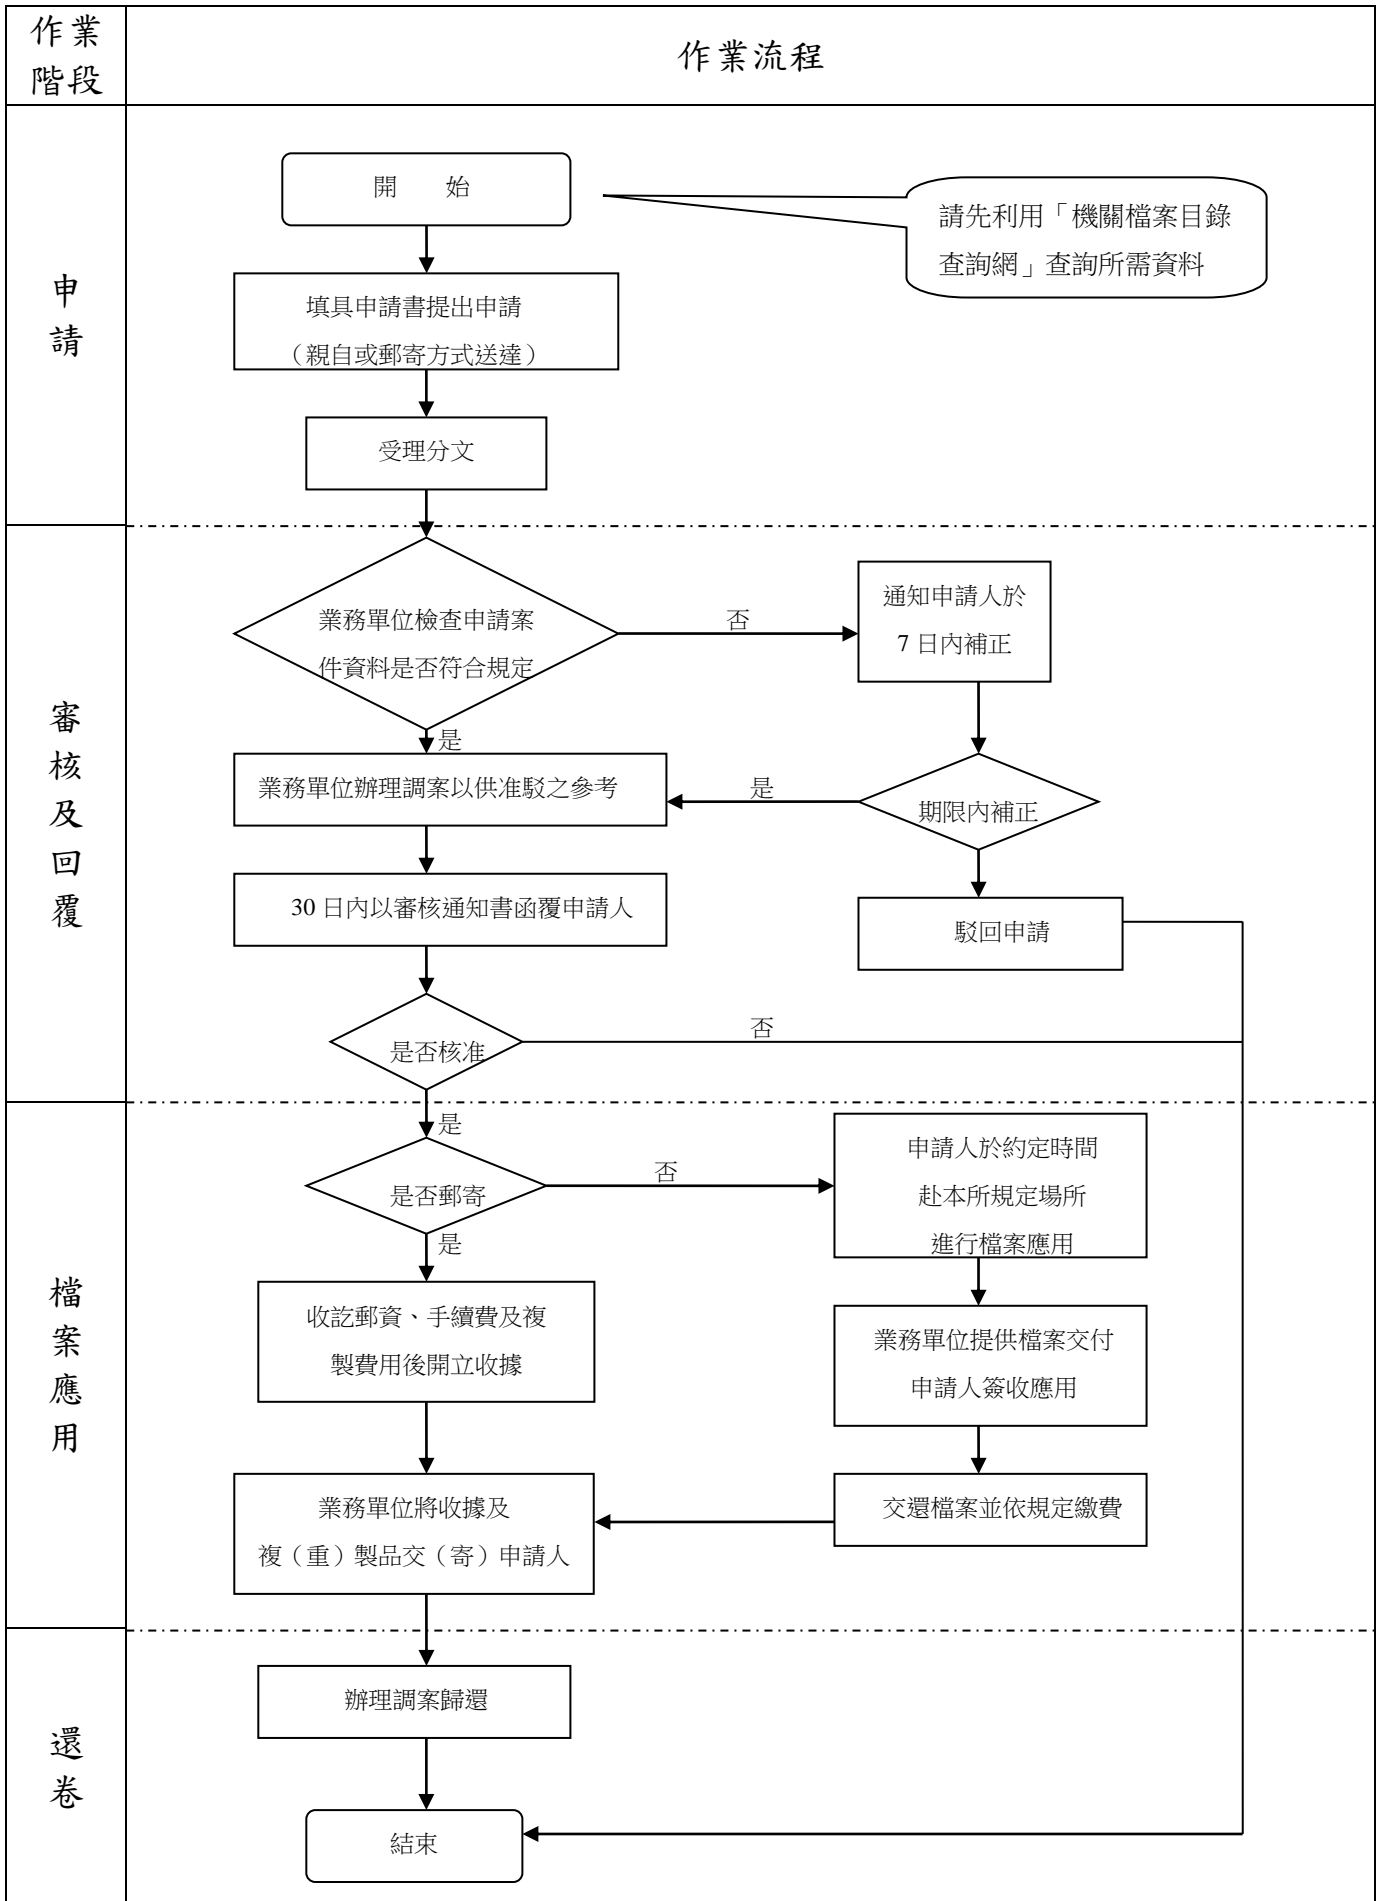 作業
階段
作業流程
申
請
開　　始
請先利用「機關檔案目錄
查詢網」查詢所需資料
填具申請書提出申請
（親自或郵寄方式送達）
受理分文
審
核
及
回
覆
業務單位檢查申請案
件資料是否符合規定
否
通知申請人於
7 日內補正
是
業務單位辦理調案以供准駁之參考
是
期限內補正
30 日內以審核通知書函覆申請人
駁回申請
是否核准
否
檔
案
應
用
是
是否郵寄
否
申請人於約定時間
赴本所規定場所
進行檔案應用
是
收訖郵資、手續費及複
製費用後開立收據
業務單位提供檔案交付
申請人簽收應用
業務單位將收據及
複（重）製品交（寄）申請人
交還檔案並依規定繳費
還
卷
辦理調案歸還
結束